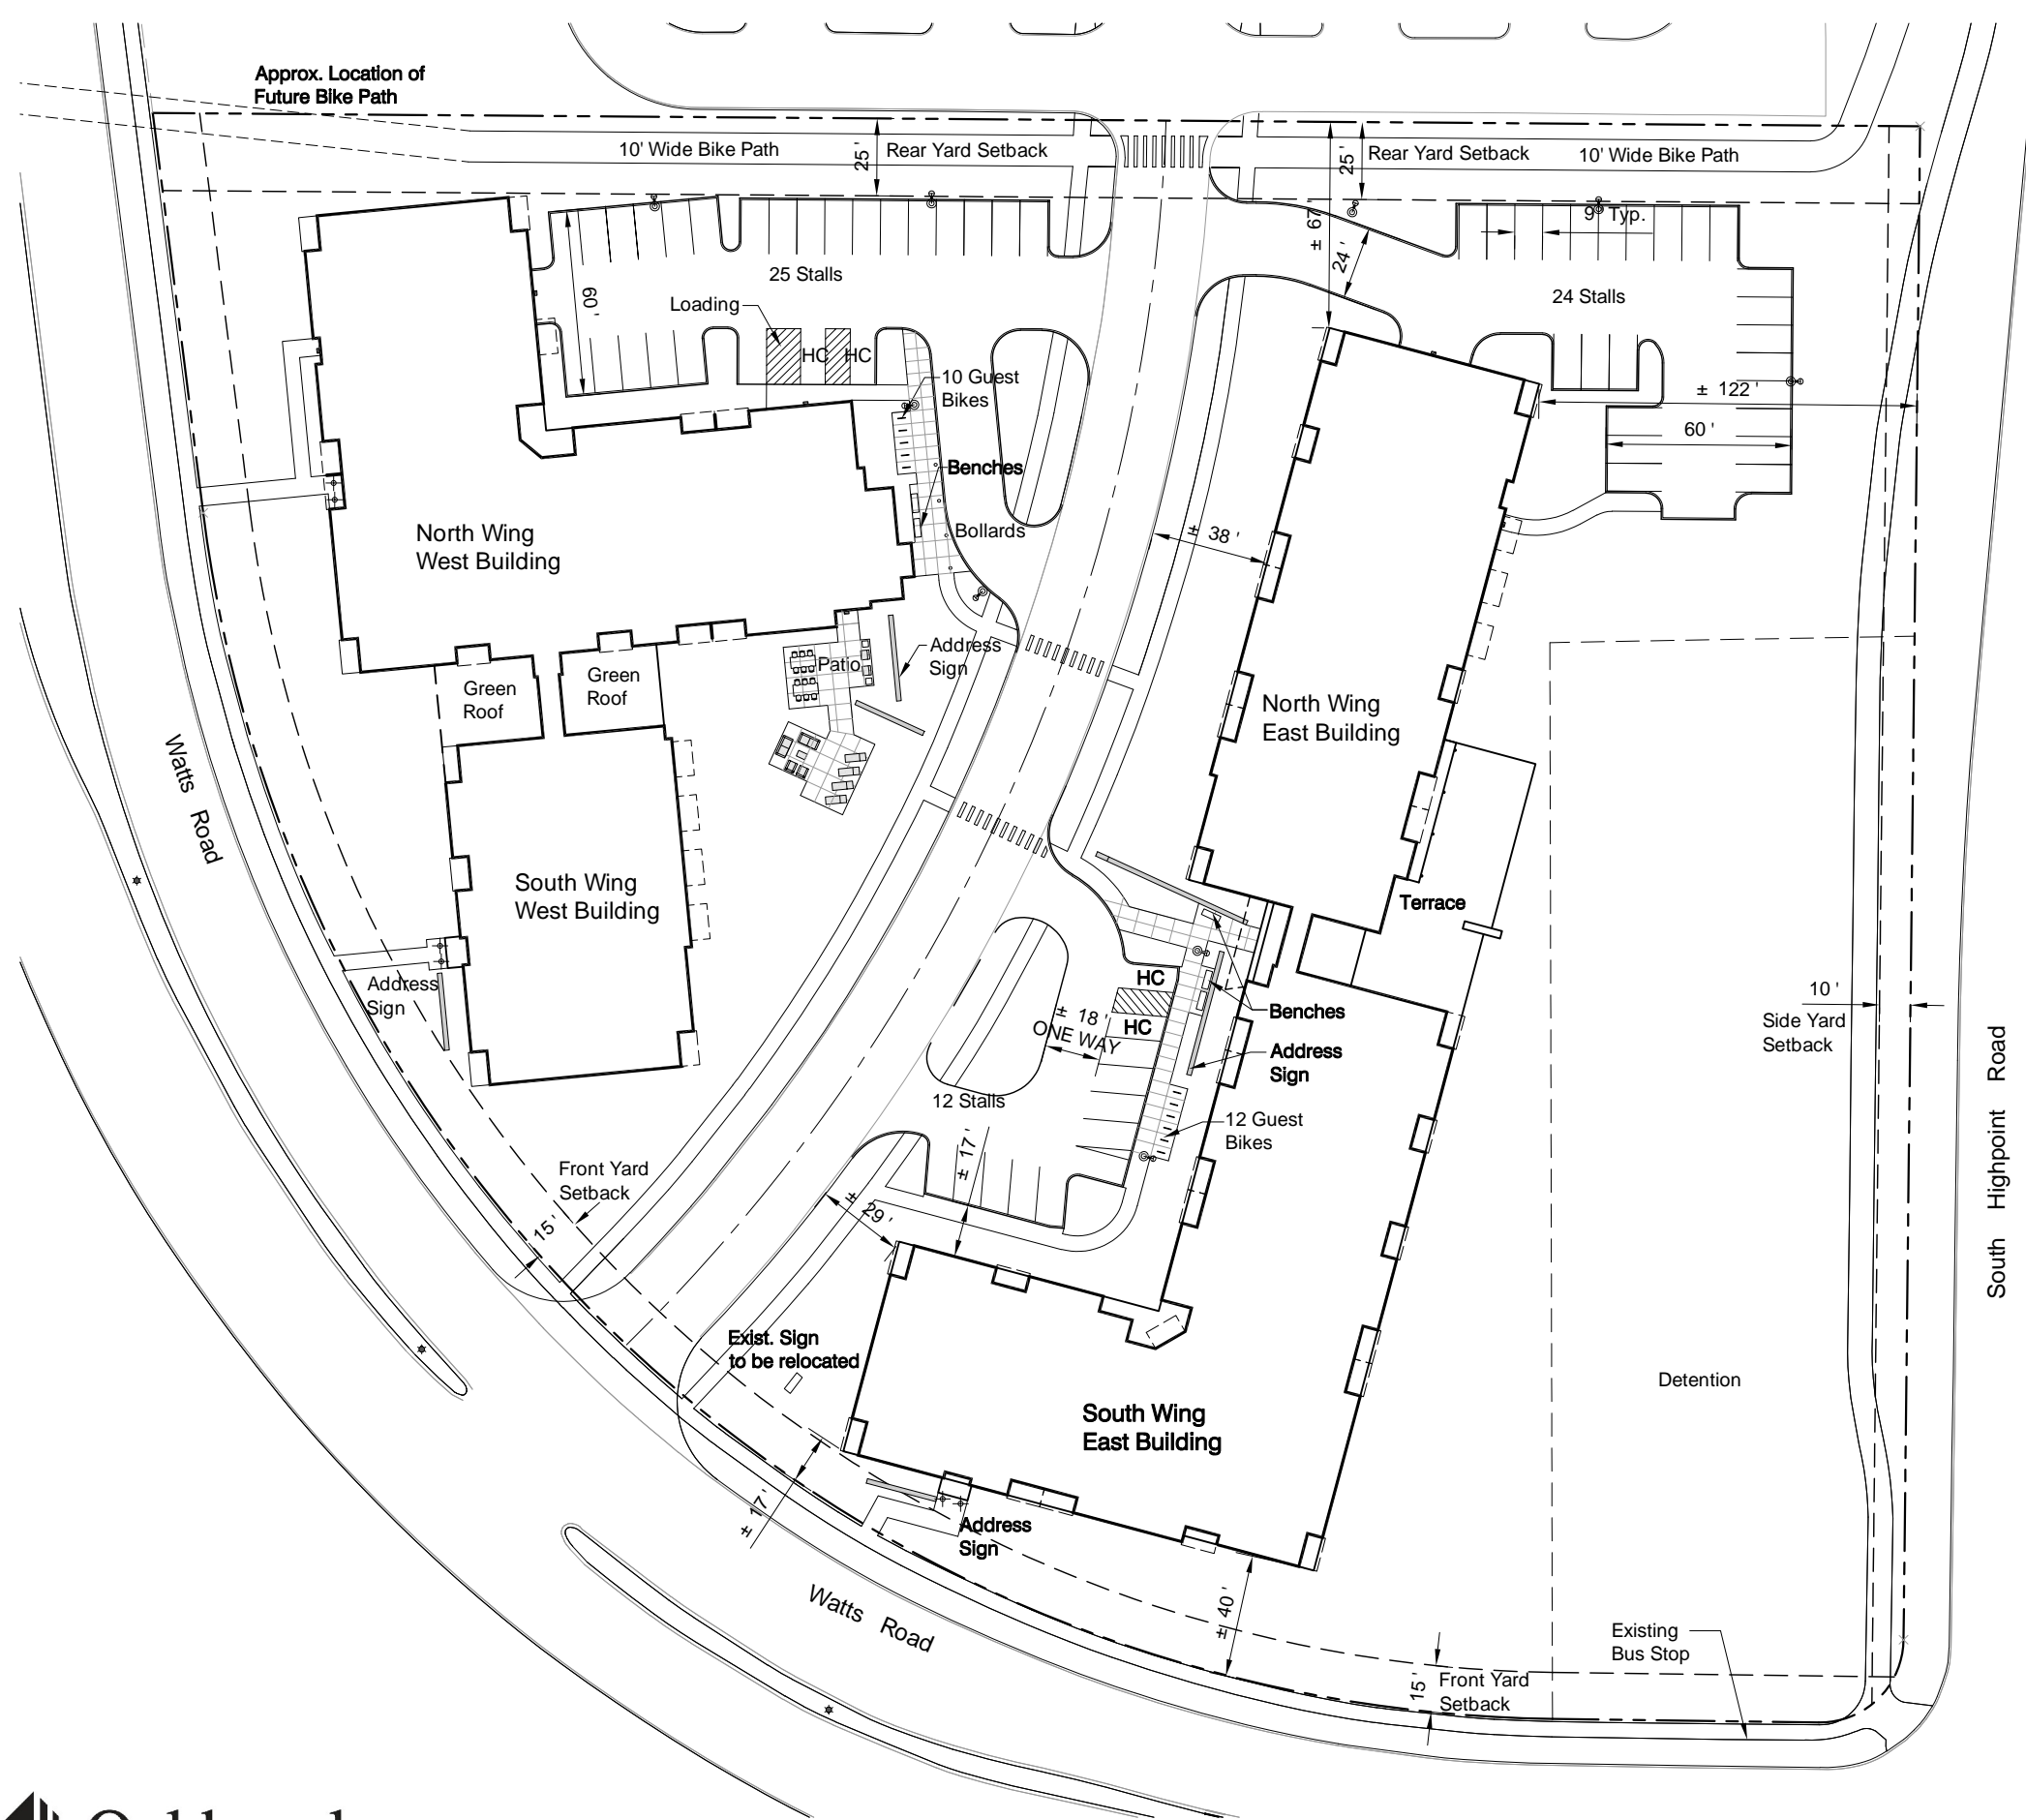 Approx. Location of
Future Bike Path
10' Wide Bike Path
25'
Rear Yard Setback
25'
Rear Yard Setback
10' Wide Bike Path
± 67'
24'
9' Typ.
25 Stalls
24 Stalls
60'
Loading
HC
HC
10 Guest
Bikes
± 122'
60'
Benches
Bollards
North Wing
West Building
± 38'
Address
Sign
Patio
Green
Roof
Green
Roof
North Wing
East Building
Watts Road
South Wing
West Building
Terrace
Address
Sign
HC
HC
± 18'
ONE WAY
Benches
Address
Sign
10'
Side Yard
Setback
South Highpoint Road
12 Stalls
12 Guest
Bikes
± 17'
Front Yard
Setback
15'
± 29'
Exist. Sign
to be relocated
Detention
South Wing
East Building
± 17'
Address
Sign
Watts Road
± 40'
Existing
Bus Stop
15'
Front Yard
Setback